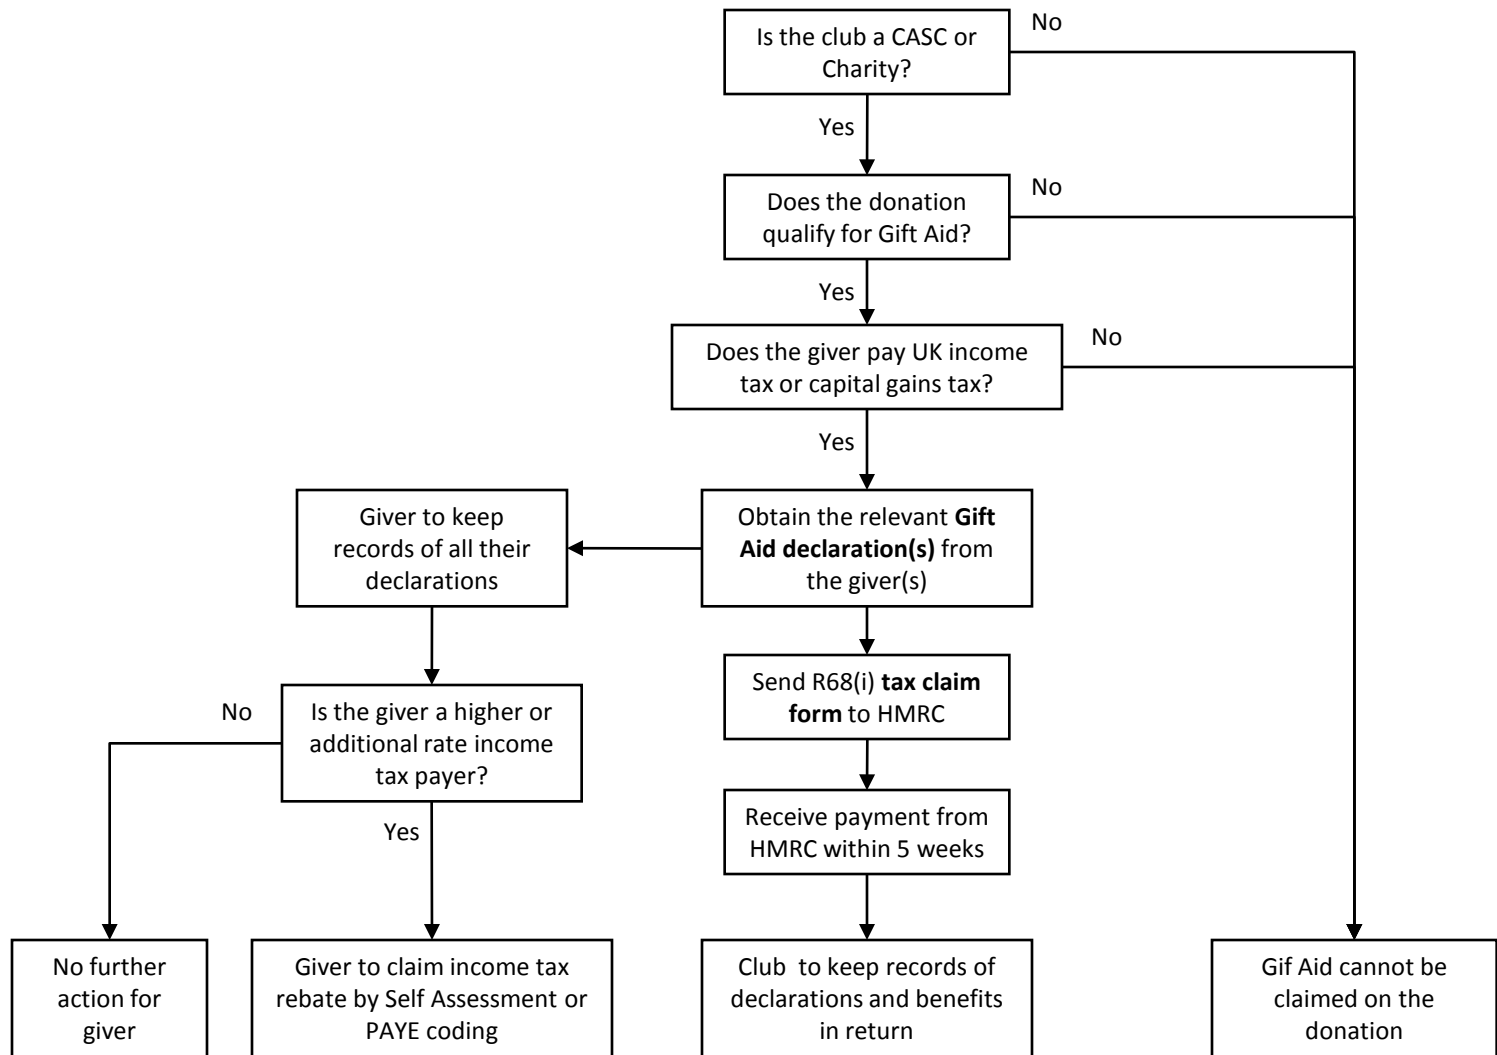 Is the club a CASC or
Charity?
No
Yes
Does the donation
qualify for Gift Aid?
No
Yes
Does the giver pay UK income
tax or capital gains tax?
No
Yes
Giver to keep
records of all their
declarations
Obtain the relevant Gift
Aid declaration(s) from
the giver(s)
Send R68(i) tax claim
form to HMRC
No
Is the giver a higher or
additional rate income
tax payer?
Yes
Receive payment from
HMRC within 5 weeks
No further
action for
giver
Giver to claim income tax
rebate by Self Assessment or
PAYE coding
Club to keep records of
declarations and benefits
in return
Gif Aid cannot be
claimed on the
donation